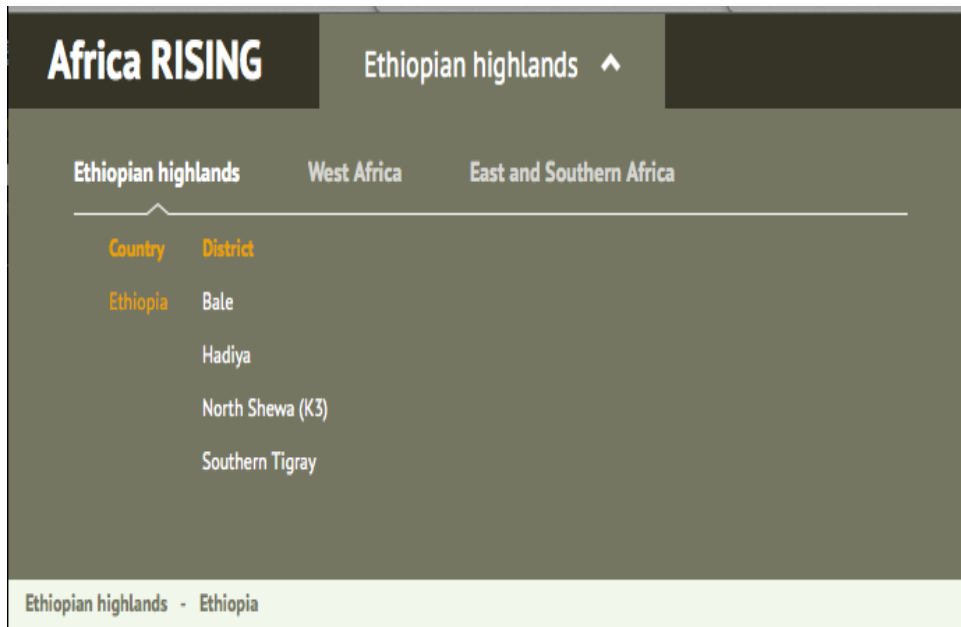 Africa RISING Ethiopian highlands
Ethiopian highlands West Africa East and Southern Africa
Country District
Ethiopia Bale
Hadiya
North Shewa (K3)
Southern Tigray
Ethiopian highlands - Ethiopia